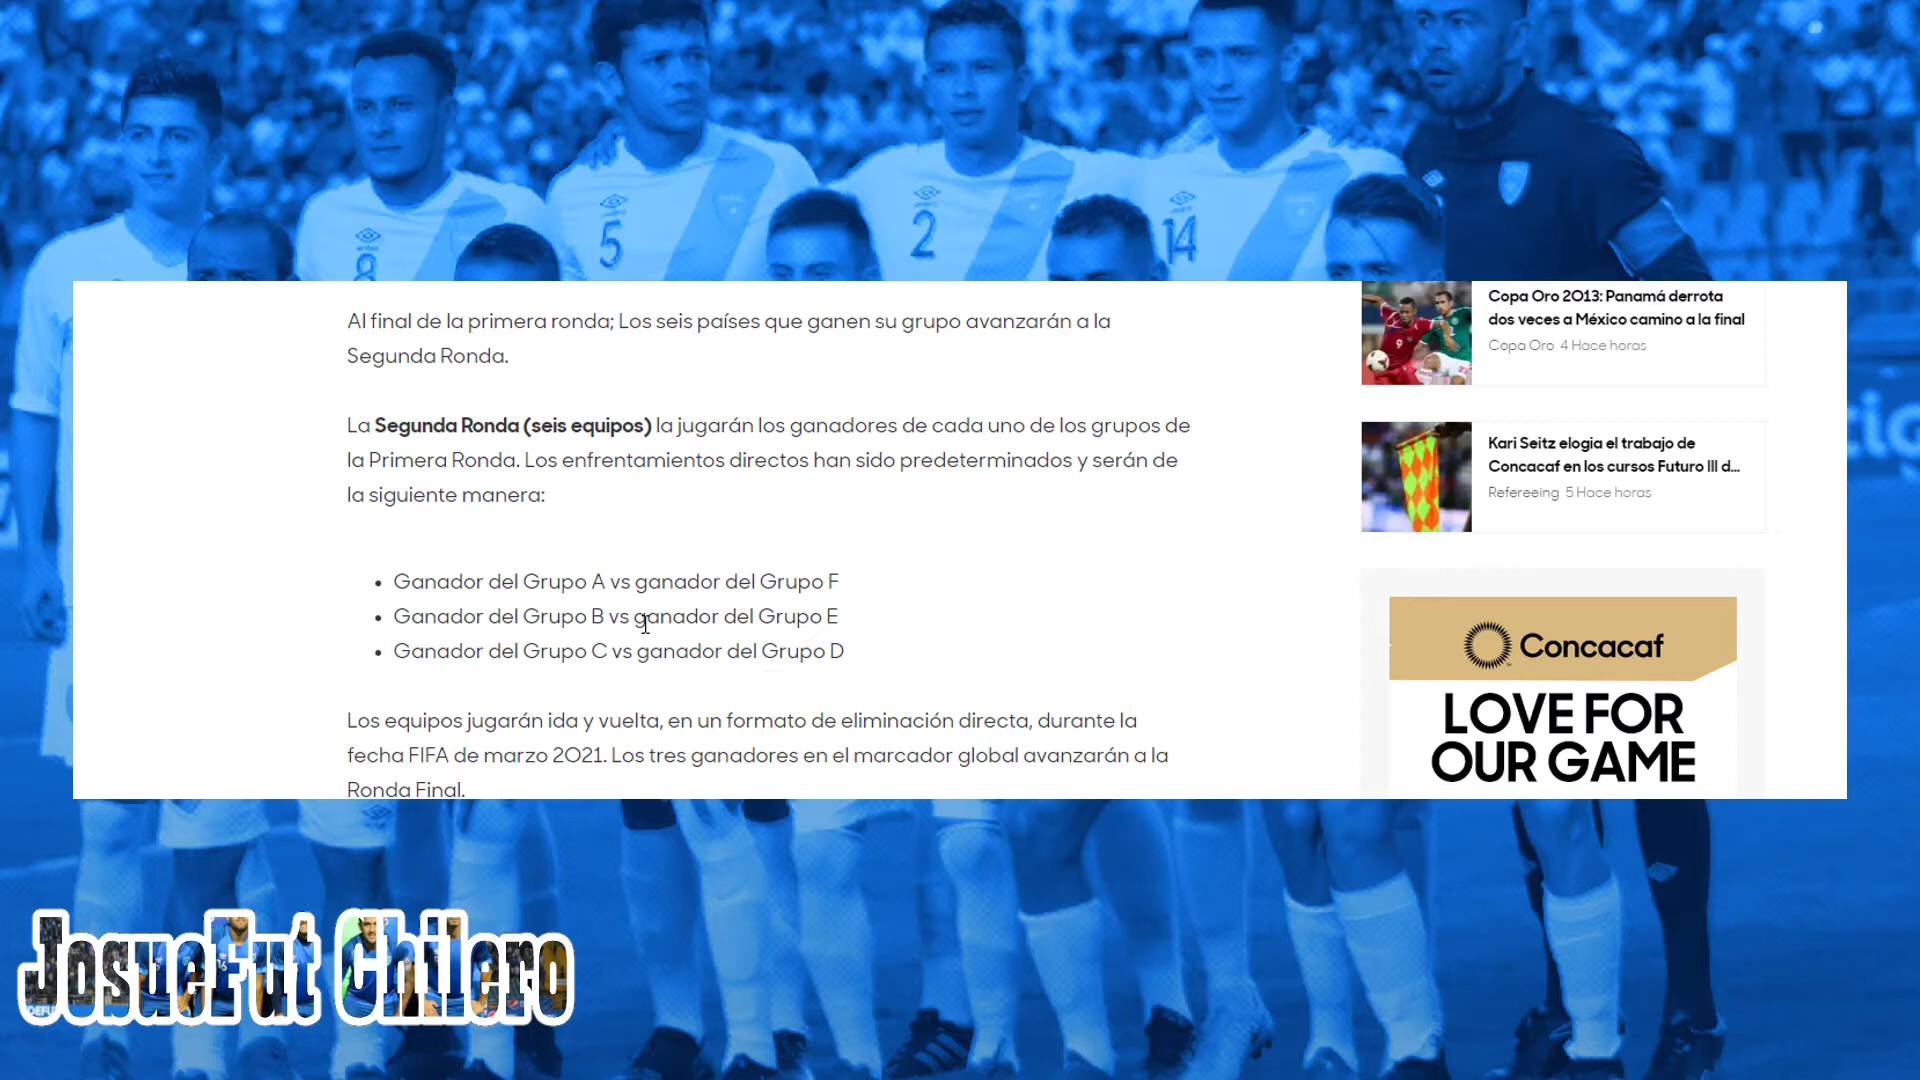 8
5
2
14
Al final de la primera ronda; Los seis países que ganen su grupo avanzarán a la
Segunda Ronda.
La Segunda Ronda (seis equipos) la jugarán los ganadores de cada uno de los grupos de
la Primera Ronda. Los enfrentamientos directos han sido predeterminados y serán de
la siguiente manera:
• Ganador del Grupo A vs ganador del Grupo F
• Ganador del Grupo B vs ganador del Grupo E
• Ganador del Grupo C vs ganador del Grupo D
Los equipos jugarán ida y vuelta, en un formato de eliminación directa, durante la
fecha FIFA de marzo 2021. Los tres ganadores en el marcador global avanzarán a la
Ronda Final.
Copa Oro 2013: Panamá derrota
dos veces a México camino a la final
Copa Oro 4 Hace horas
Kari Seitz elogia el trabajo de
Concacaf en los cursos Futuro III d...
Refereeing 5 Hace horas
Concacaf
LOVE FOR
OUR GAME
JosueFut Chilero